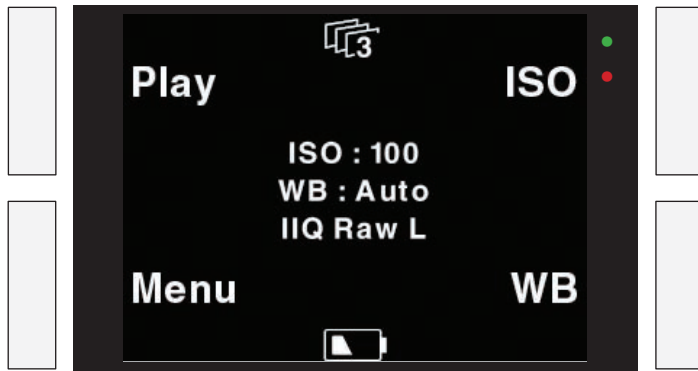 3
Play ISO
ISO : 100
WB : Auto
IIQ Raw L
Menu WB